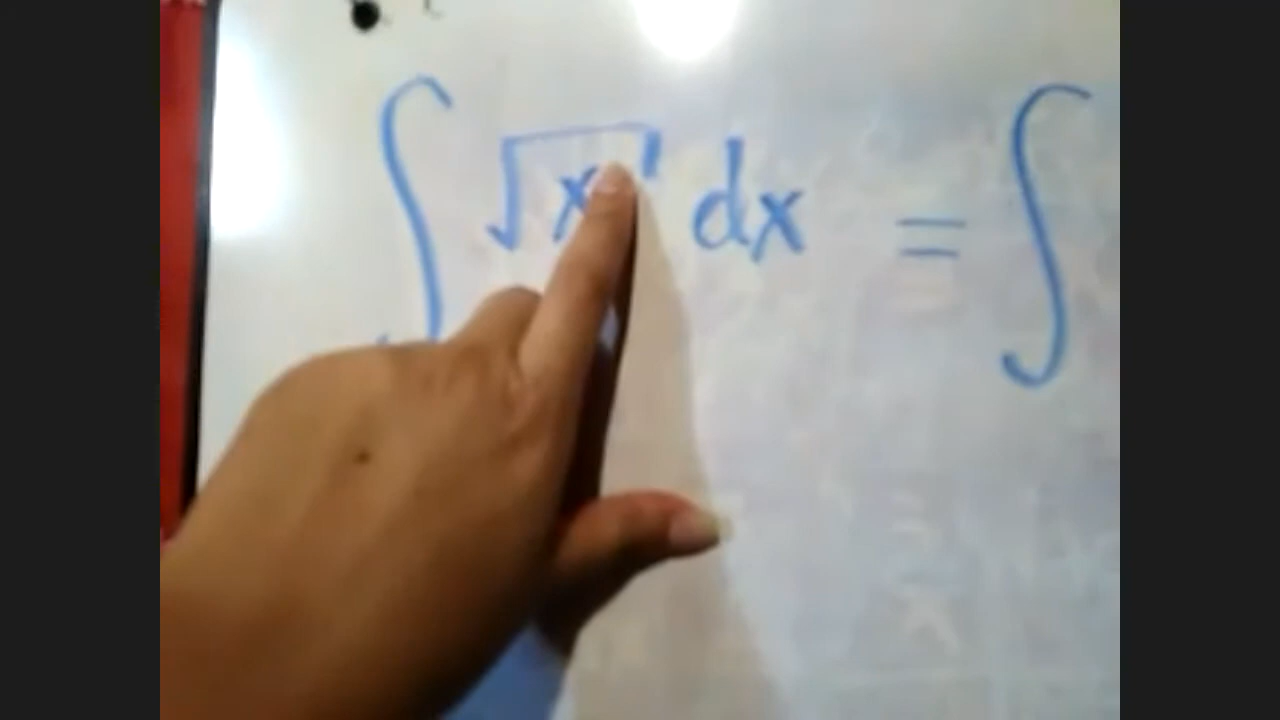 ∫ √x dx = ∫